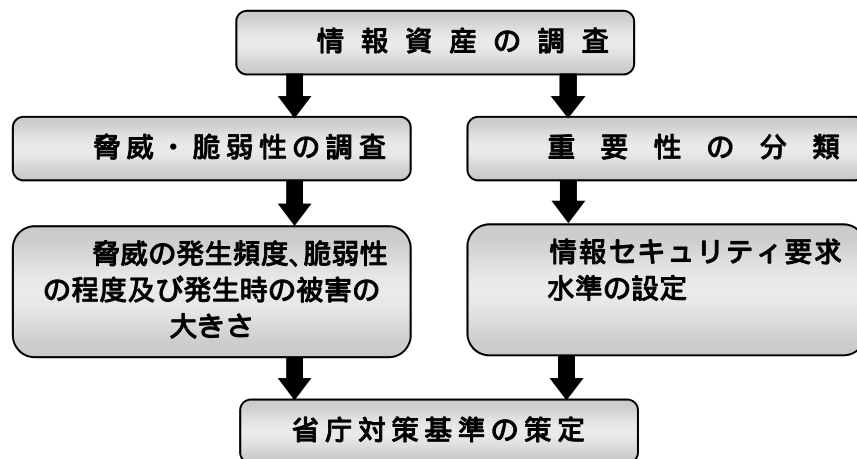 情報資産の調査
脅威・脆弱性の調査
重要性の分類
脅威の発生頻度、脆弱性
の程度及び発生時の被害の
大きさ
情報セキュリティ要求
水準の設定
省庁対策基準の策定